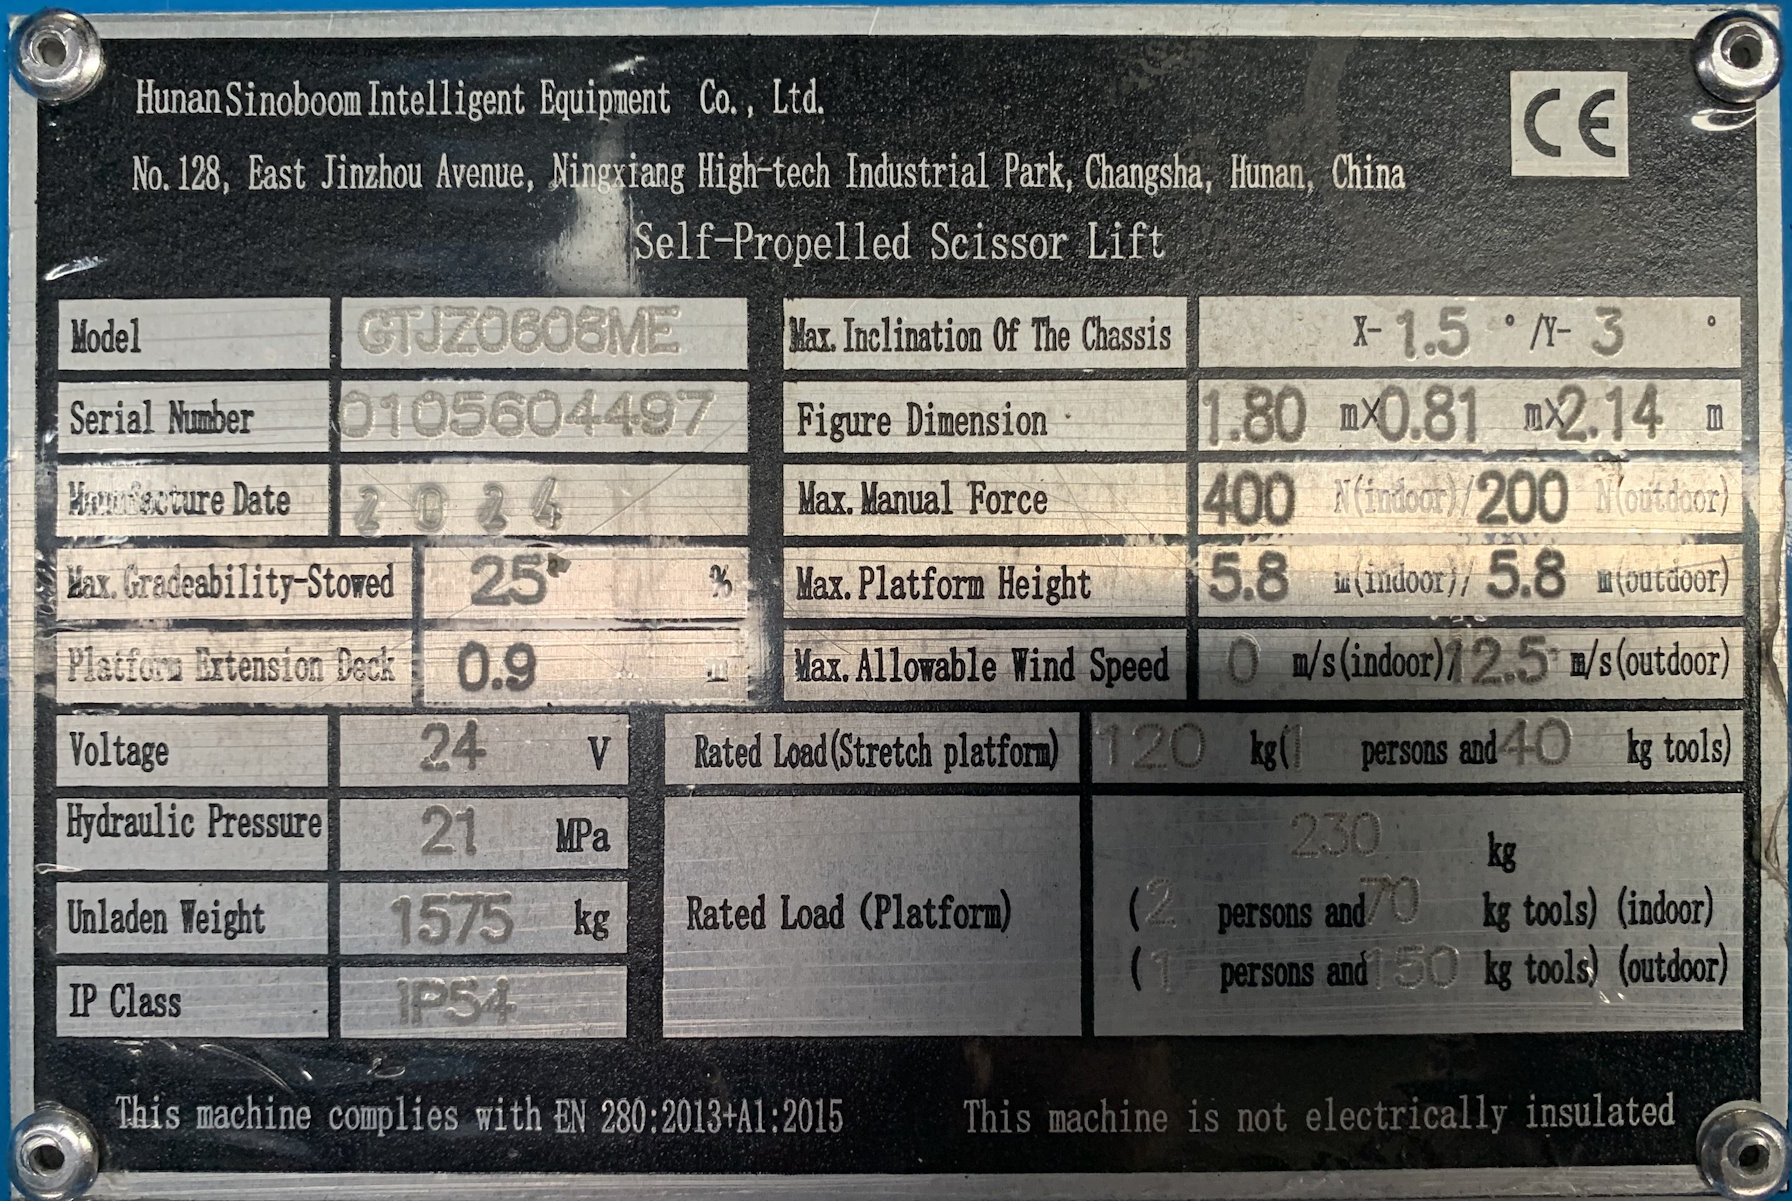 Hunan Sinoboom Intelligent Equipment Co., Ltd.
CE
No. 128, East Jinzhou Avenue, Ningxiang High-tech Industrial Park, Changsha, Hunan, China
Self-Propelled Scissor Lift
Model GTJZ0608ME
Serial Number 0105604497
Manufacture Date 2024
Max. Gradeability-Stowed 25 %
Platform Extension Deck 0.9 m
Max. Inclination Of The Chassis X- 1.5 ° /Y- 3 °
Figure Dimension 1.80 m×0.81 m×2.14 m
Max. Manual Force 400 N(indoor)/ 200 N(outdoor)
Max. Platform Height 5.8 m(indoor)/ 5.8 m(outdoor)
Max. Allowable Wind Speed 0 m/s(indoor)/12.5 m/s(outdoor)
Voltage 24 V
Hydraulic Pressure 21 MPa
Unladen Weight 1575 kg
IP Class IP54
Rated Load(Stretch platform) 120 kg(1 persons and 40 kg tools)
Rated Load (Platform) 230 kg
(2 persons and 70 kg tools) (indoor)
(1 persons and 150 kg tools) (outdoor)
This machine complies with EN 280:2013+A1:2015
This machine is not electrically insulated